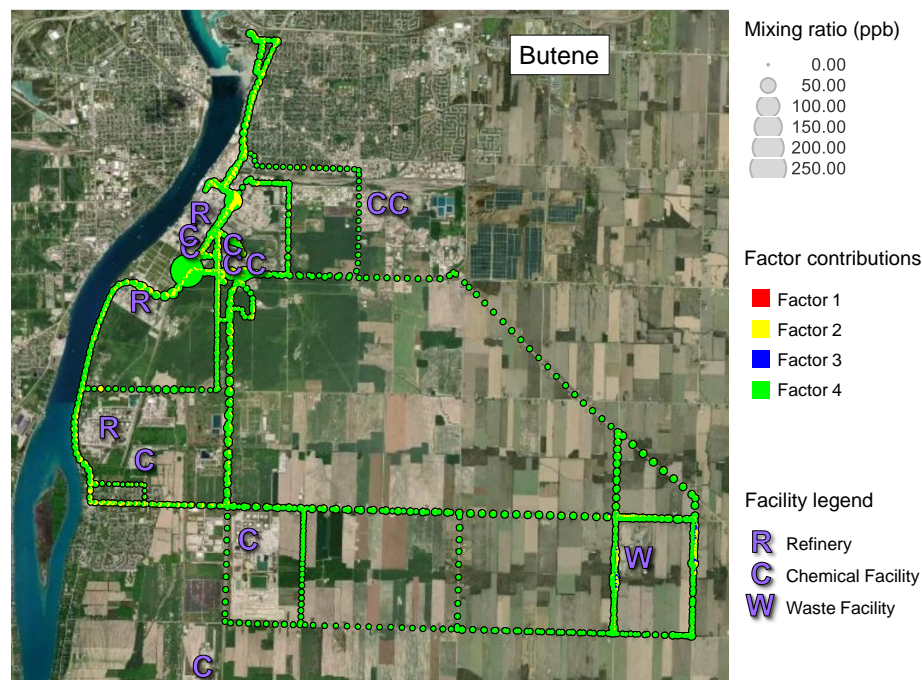 Butene
Mixing ratio (ppb)
0.00
50.00
100.00
150.00
200.00
250.00
Factor contributions
Factor 1
Factor 2
Factor 3
Factor 4
Facility legend
R Refinery
C Chemical Facility
W Waste Facility
CC
R
C
C
C
CC
R
R
C
C
W
C